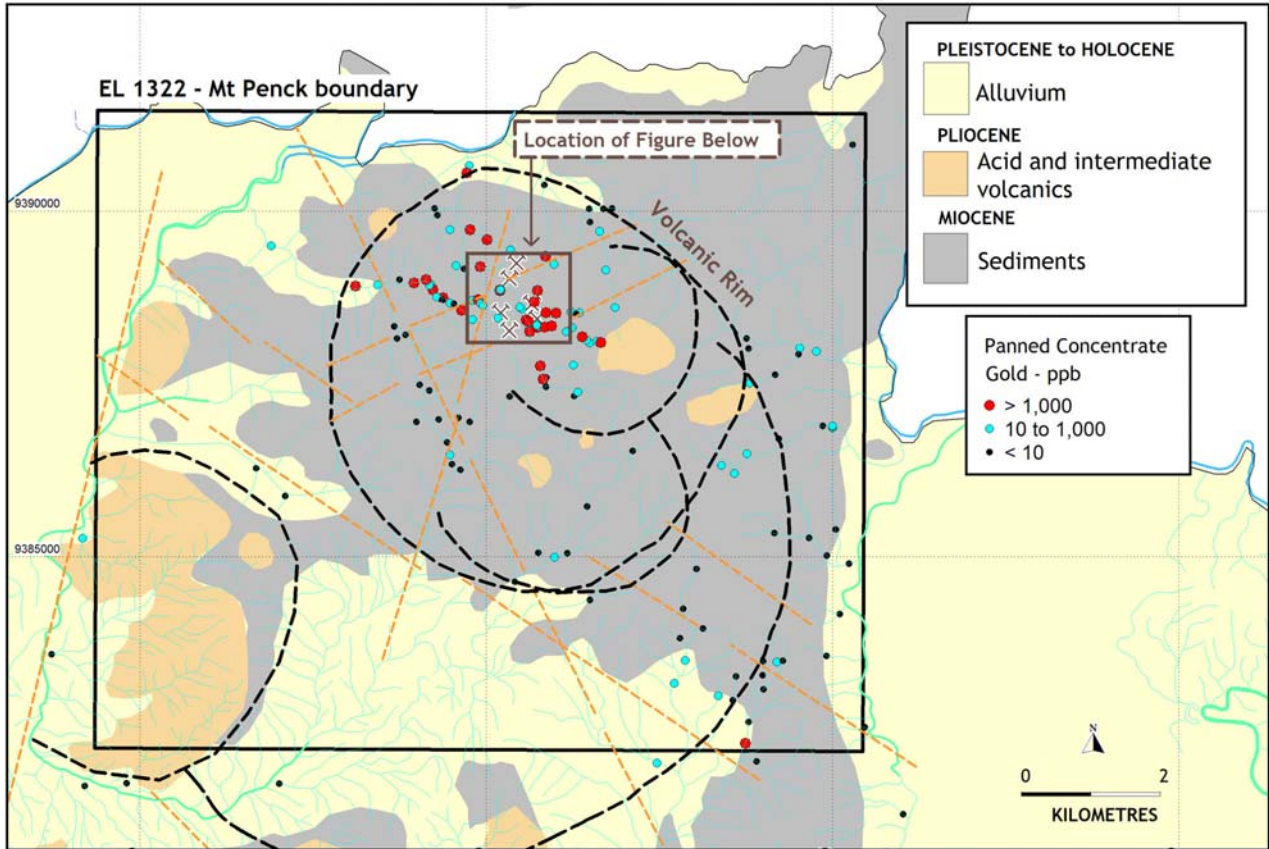 EL 1322 - Mt Penck boundary
Location of Figure Below
Volcanic Rim
9390000
9385000
PLEISTOCENE to HOLOCENE
Alluvium
PLIOCENE
Acid and intermediate
volcanics
MIOCENE
Sediments
Panned Concentrate
Gold - ppb
> 1,000
10 to 1,000
< 10
N
0 2
KILOMETRES